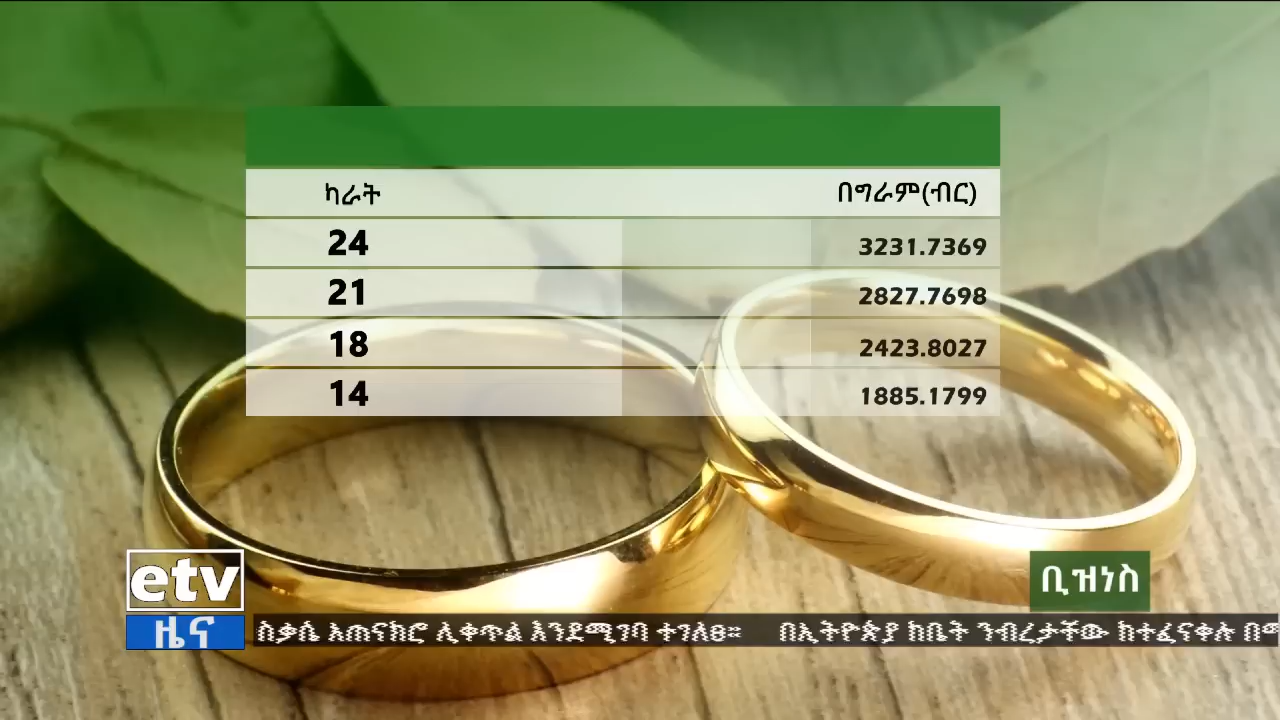 ካራት በግራም(ብር)
24 3231.7369
21 2827.7698
18 2423.8027
14 1885.1799
etv
ቢዝነስ
ዜና
ስቃሴ አጠናክሮ ሊቀጥል እንደሚገባ ተገለፀ። በኢትዮጵያ ከቤት ንብረታቸው ከተፈናቀሉ